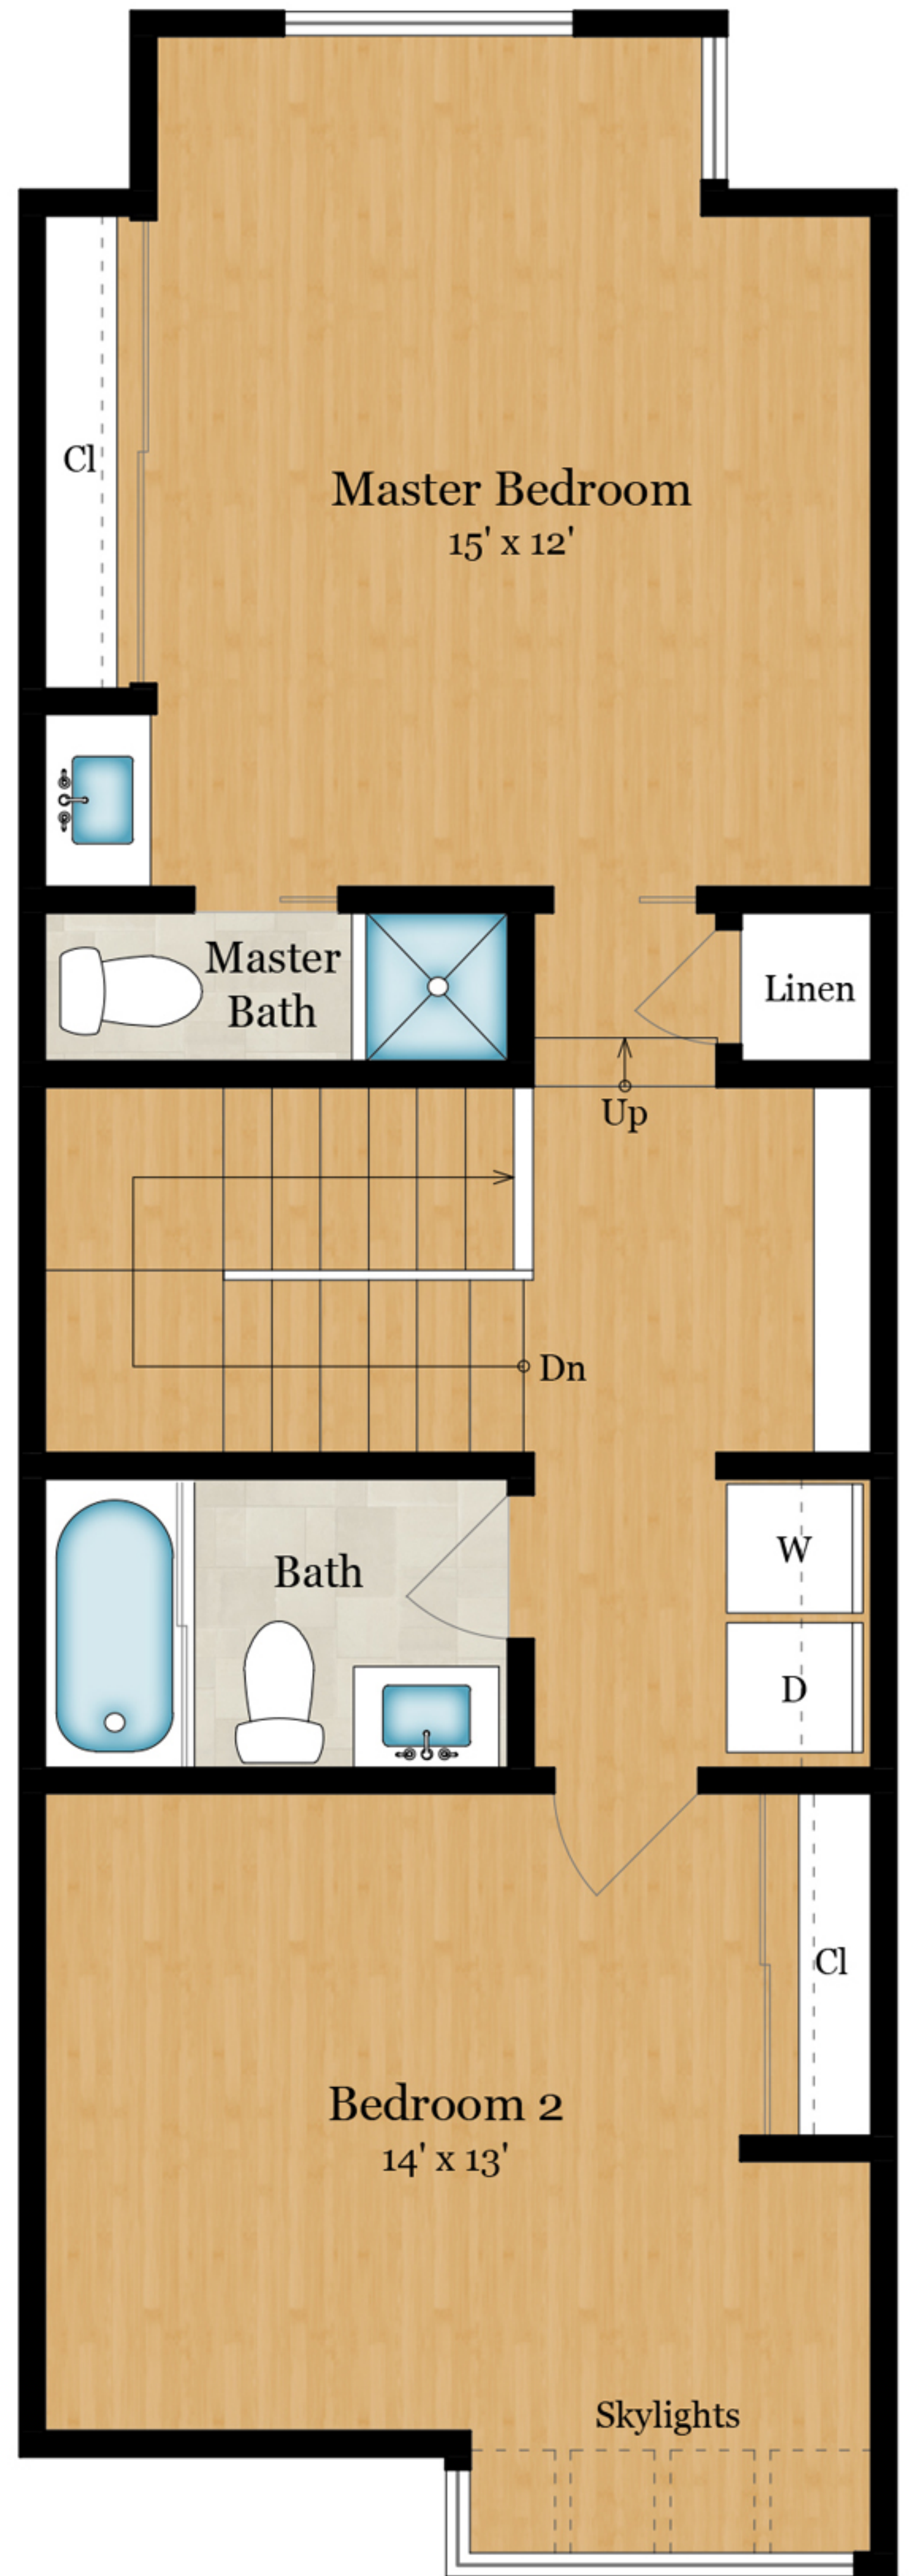 Cl
Master Bedroom
15' x 12'
Master
Bath
Linen
Up
Dn
Bath
W
D
Cl
Bedroom 2
14' x 13'
Skylights